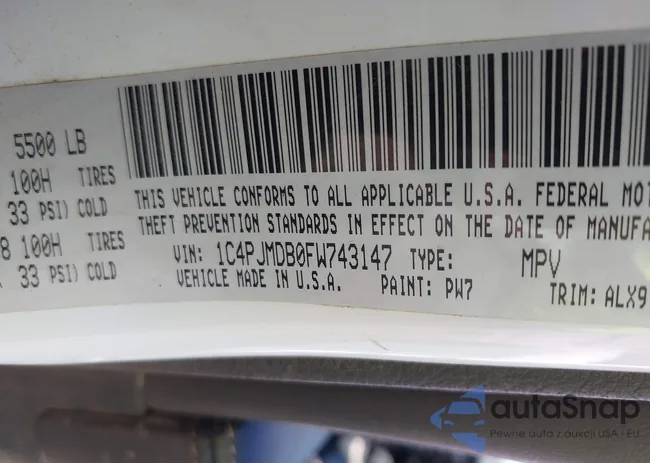 5500 LB
100H TIRES
33 PSI) COLD
8 100H TIRES
33 PSI) COLD
THIS VEHICLE CONFORMS TO ALL APPLICABLE U.S.A. FEDERAL MOT
THEFT PREVENTION STANDARDS IN EFFECT ON THE DATE OF MANUFA
VIN: 1C4PJMDB0FW743147 TYPE: MPV
VEHICLE MADE IN U.S.A. PAINT: PW7 TRIM: ALX9
autaSnap
Pewne auta z aukcji USA - EU